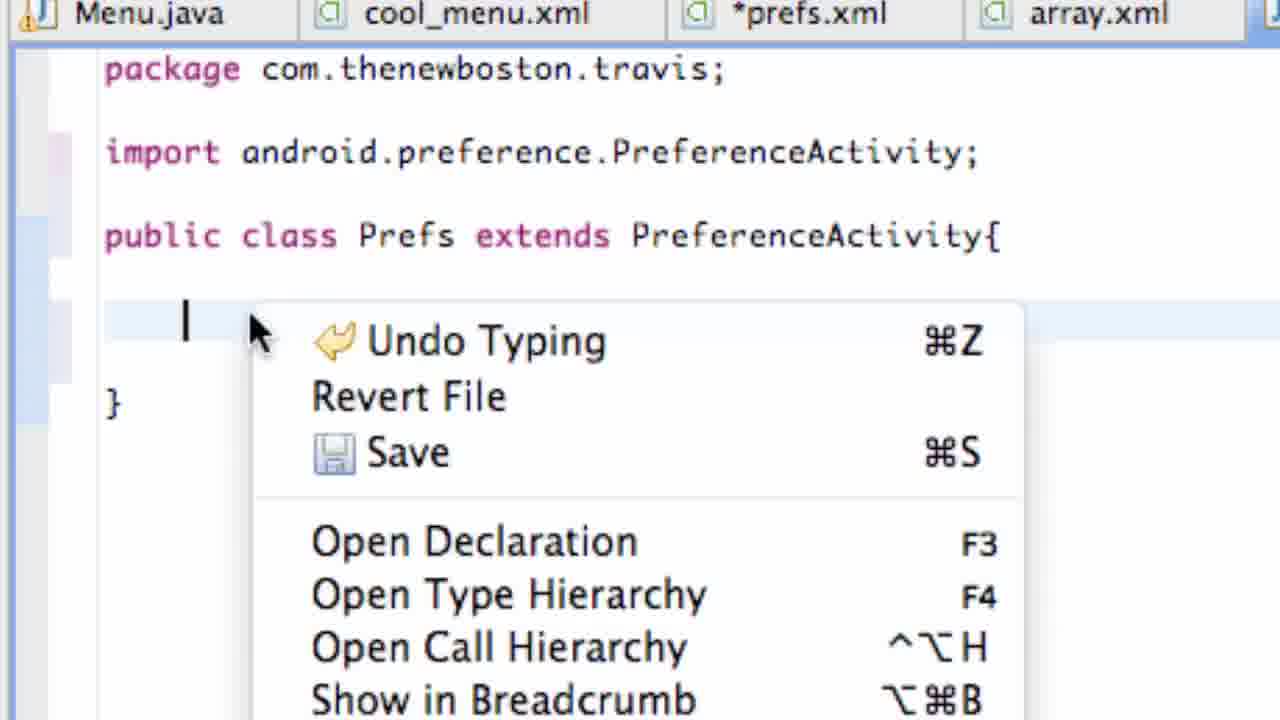 Menu.java cool_menu.xml *prefs.xml array.xml
package com.thenewboston.travis;
import android.preference.PreferenceActivity;
public class Prefs extends PreferenceActivity{
Undo Typing ⌘Z
Revert File
Save ⌘S
}
Open Declaration F3
Open Type Hierarchy F4
Open Call Hierarchy ^⌥H
Show in Breadcrumb ⌥⌘B